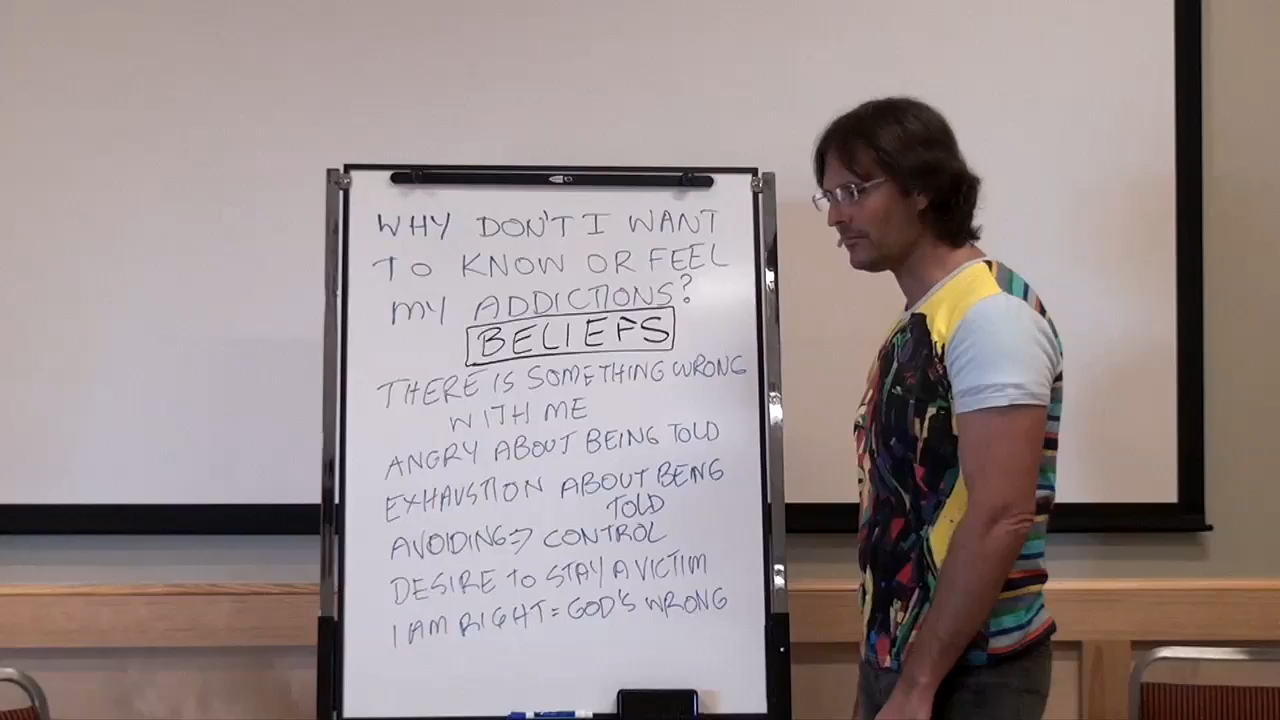 WHY DON'T I WANT
TO KNOW OR FEEL
MY ADDICTIONS?
BELIEFS
THERE IS SOMETHING WRONG
WITH ME
ANGRY ABOUT BEING TOLD
EXHAUSTION ABOUT BEING
TOLD
AVOIDING => CONTROL
DESIRE TO STAY A VICTIM
I AM RIGHT = GOD'S WRONG